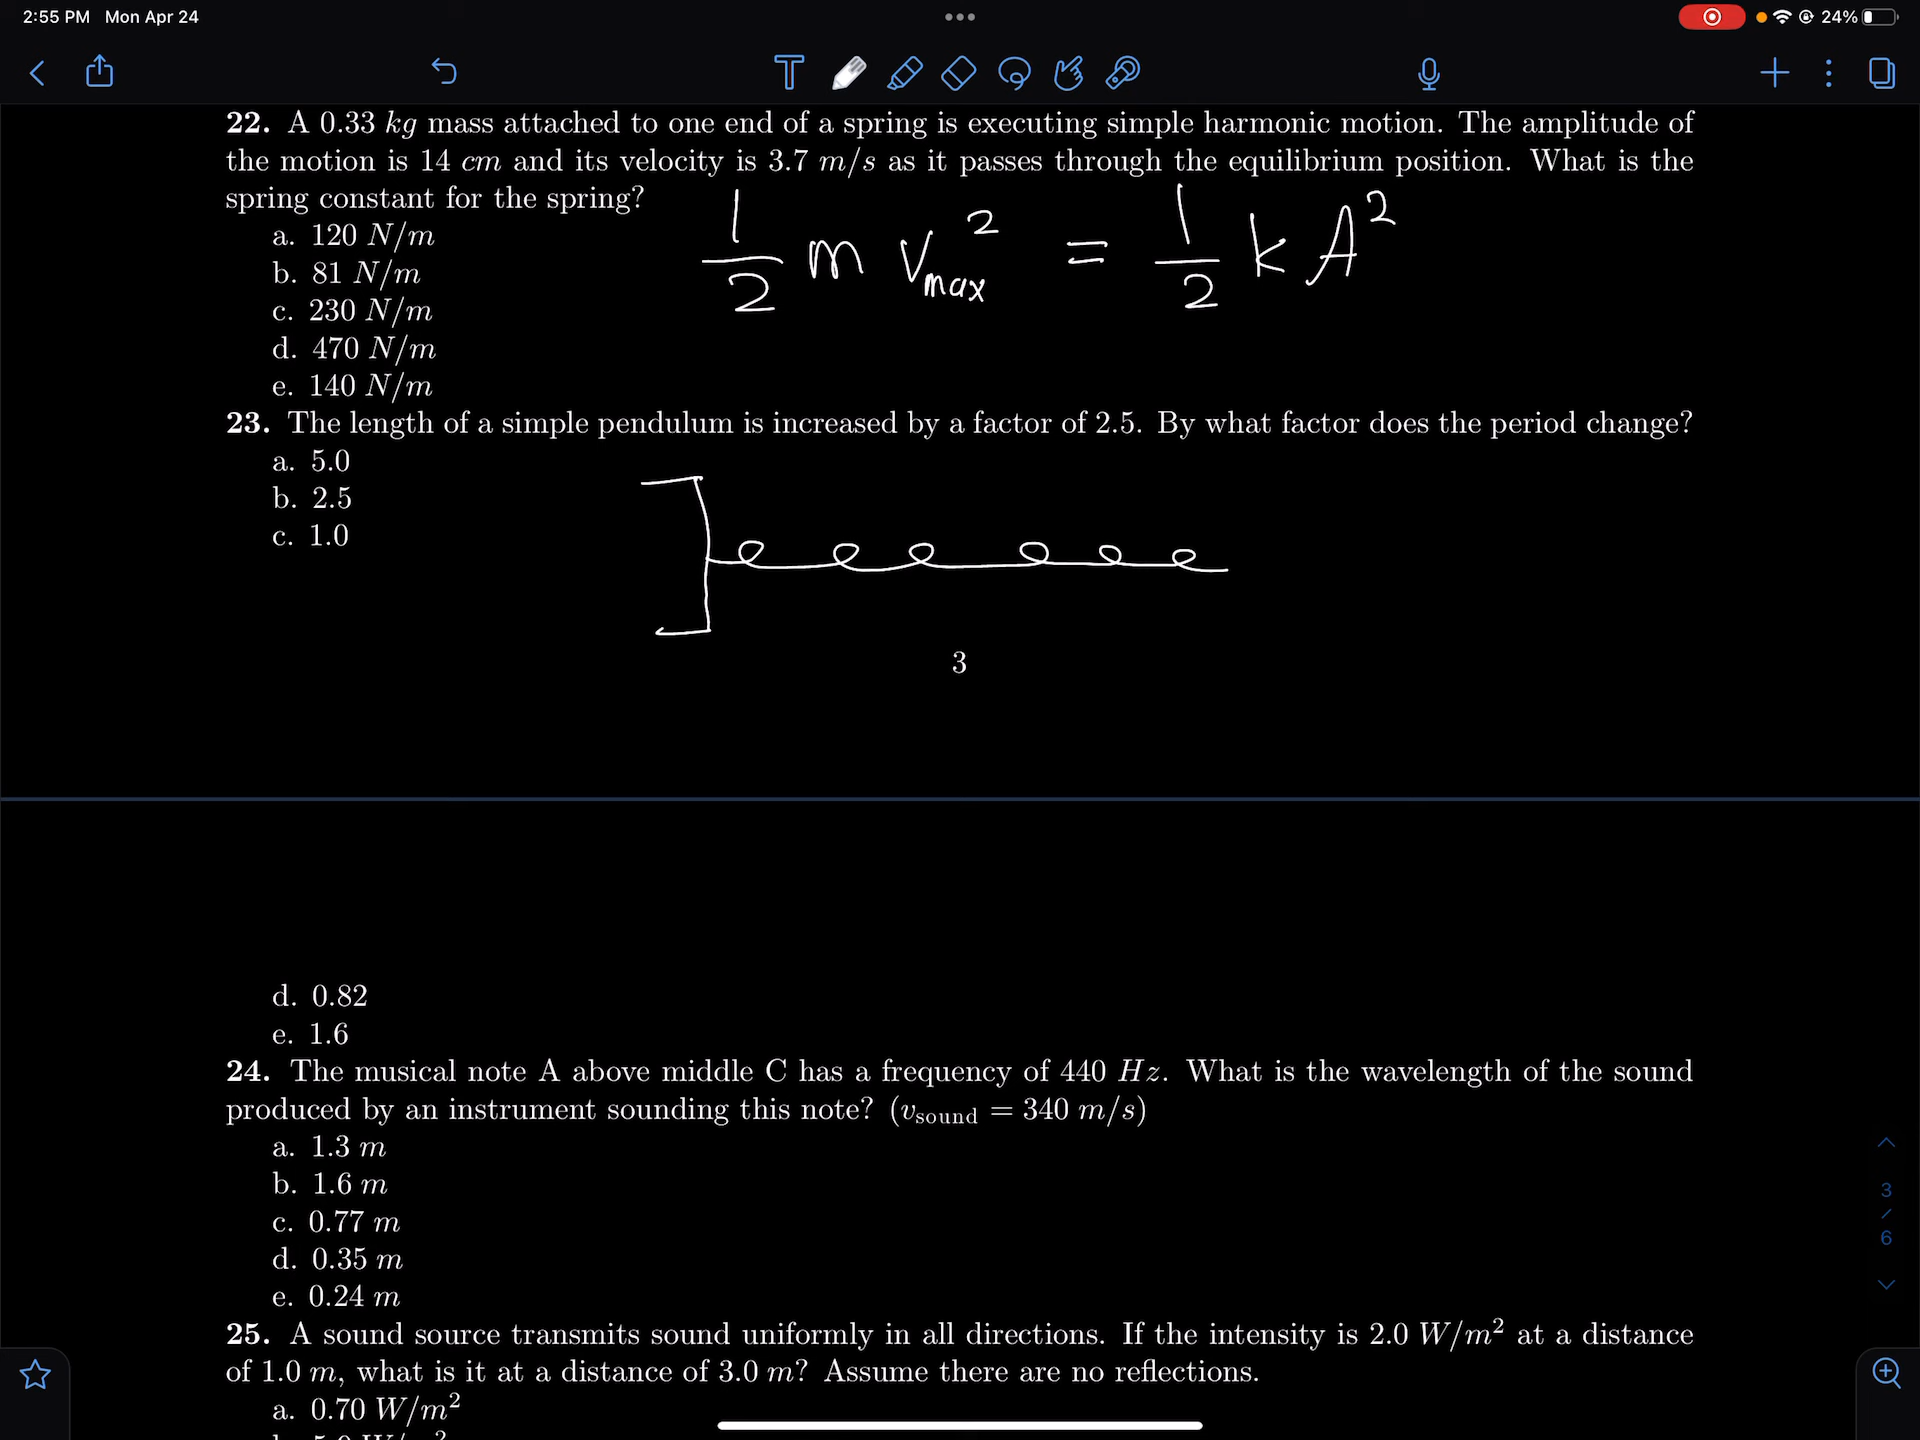 2:55 PM Mon Apr 24
24%
22. A 0.33 kg mass attached to one end of a spring is executing simple harmonic motion. The amplitude of
the motion is 14 cm and its velocity is 3.7 m/s as it passes through the equilibrium position. What is the
spring constant for the spring?
1/2 m v_max^2 = 1/2 k A^2
a. 120 N/m
b. 81 N/m
c. 230 N/m
d. 470 N/m
e. 140 N/m
23. The length of a simple pendulum is increased by a factor of 2.5. By what factor does the period change?
a. 5.0
b. 2.5
c. 1.0
3
d. 0.82
e. 1.6
24. The musical note A above middle C has a frequency of 440 Hz. What is the wavelength of the sound
produced by an instrument sounding this note? (v_sound = 340 m/s)
a. 1.3 m
b. 1.6 m
c. 0.77 m
d. 0.35 m
e. 0.24 m
3 / 6
25. A sound source transmits sound uniformly in all directions. If the intensity is 2.0 W/m² at a distance
of 1.0 m, what is it at a distance of 3.0 m? Assume there are no reflections.
a. 0.70 W/m²